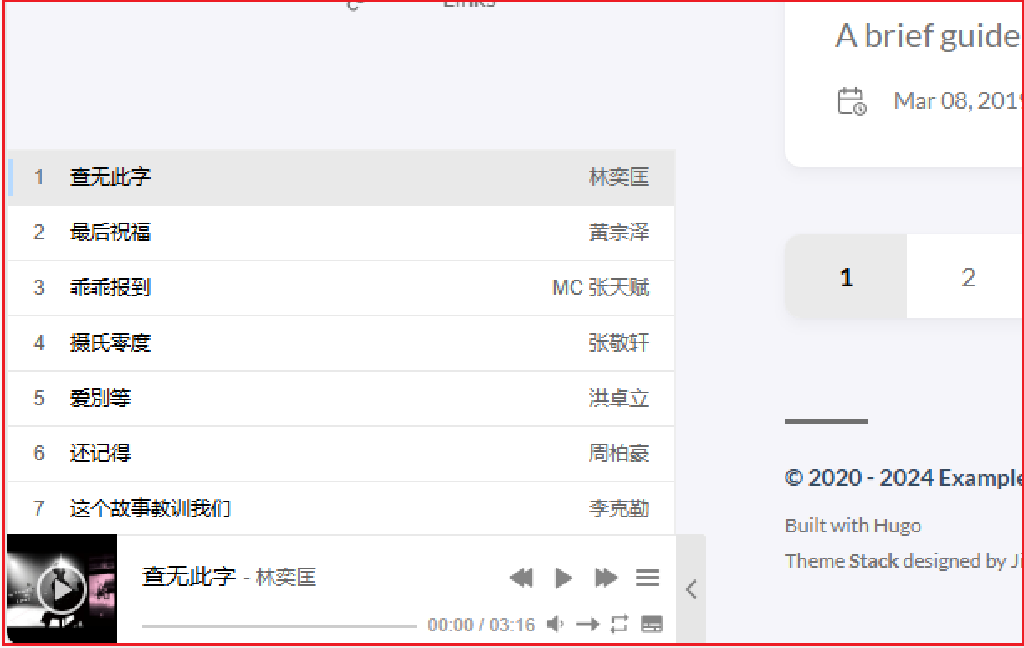 Links
A brief guide
Mar 08, 201
1 查无此字 林奕匡
2 最后祝福 黄宗泽
3 乖乖报到 MC 张天赋
4 摄氏零度 张敬轩
5 爱別等 洪卓立
6 还记得 周柏豪
7 这个故事教训我们 李克勤
查无此字 - 林奕匡
00:00 / 03:16
1 2
© 2020 - 2024 Example
Built with Hugo
Theme Stack designed by Ji